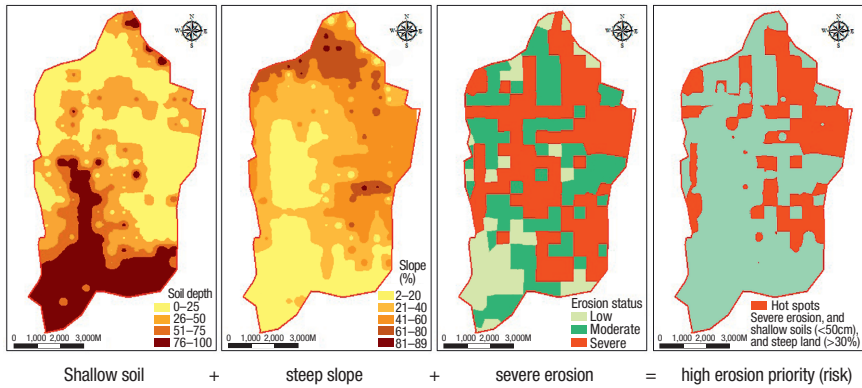 N
W E
S
Soil depth
0–25
26–50
51–75
76–100
0 1,000 2,000 3,000M
N
W E
S
Slope
(%)
2–20
21–40
41–60
61–80
81–89
0 1,000 2,000 3,000M
N
W E
S
Erosion status
Low
Moderate
Severe
0 1,000 2,000 3,000M
N
W E
S
Hot spots
Severe erosion, and
shallow soils (<50cm),
and steep land (>30%)
0 1,000 2,000 3,000M
Shallow soil + steep slope + severe erosion = high erosion priority (risk)